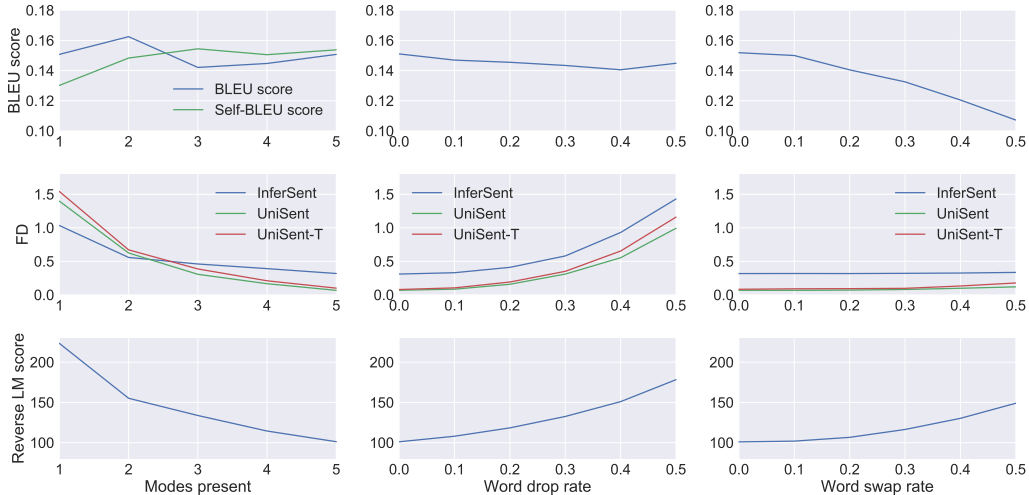 BLEU score
0.18
0.16
0.14
0.12
0.10
1 2 3 4 5
BLEU score
Self-BLEU score
0.18
0.16
0.14
0.12
0.10
0.0 0.1 0.2 0.3 0.4 0.5
0.18
0.16
0.14
0.12
0.10
0.0 0.1 0.2 0.3 0.4 0.5
FD
1.5
1.0
0.5
0.0
1 2 3 4 5
InferSent
UniSent
UniSent-T
1.5
1.0
0.5
0.0
0.0 0.1 0.2 0.3 0.4 0.5
InferSent
UniSent
UniSent-T
1.5
1.0
0.5
0.0
0.0 0.1 0.2 0.3 0.4 0.5
InferSent
UniSent
UniSent-T
Reverse LM score
200
150
100
1 2 3 4 5
Modes present
200
150
100
0.0 0.1 0.2 0.3 0.4 0.5
Word drop rate
200
150
100
0.0 0.1 0.2 0.3 0.4 0.5
Word swap rate